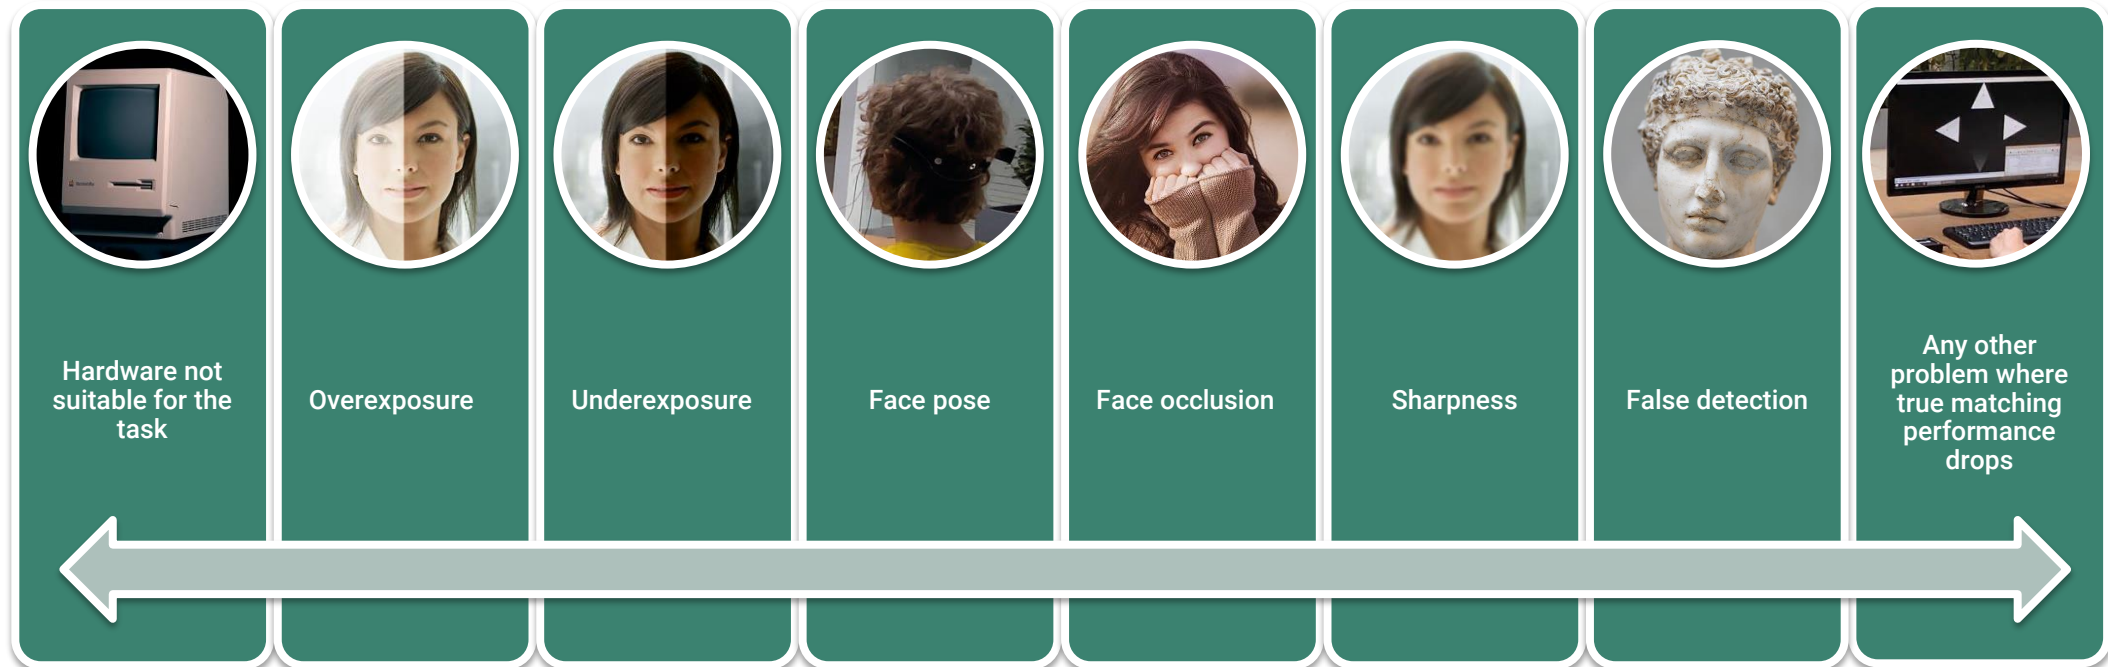 Hardware not
suitable for the
task
Overexposure
Underexposure
Face pose
Face occlusion
Sharpness
False detection
Any other
problem where
true matching
performance
drops